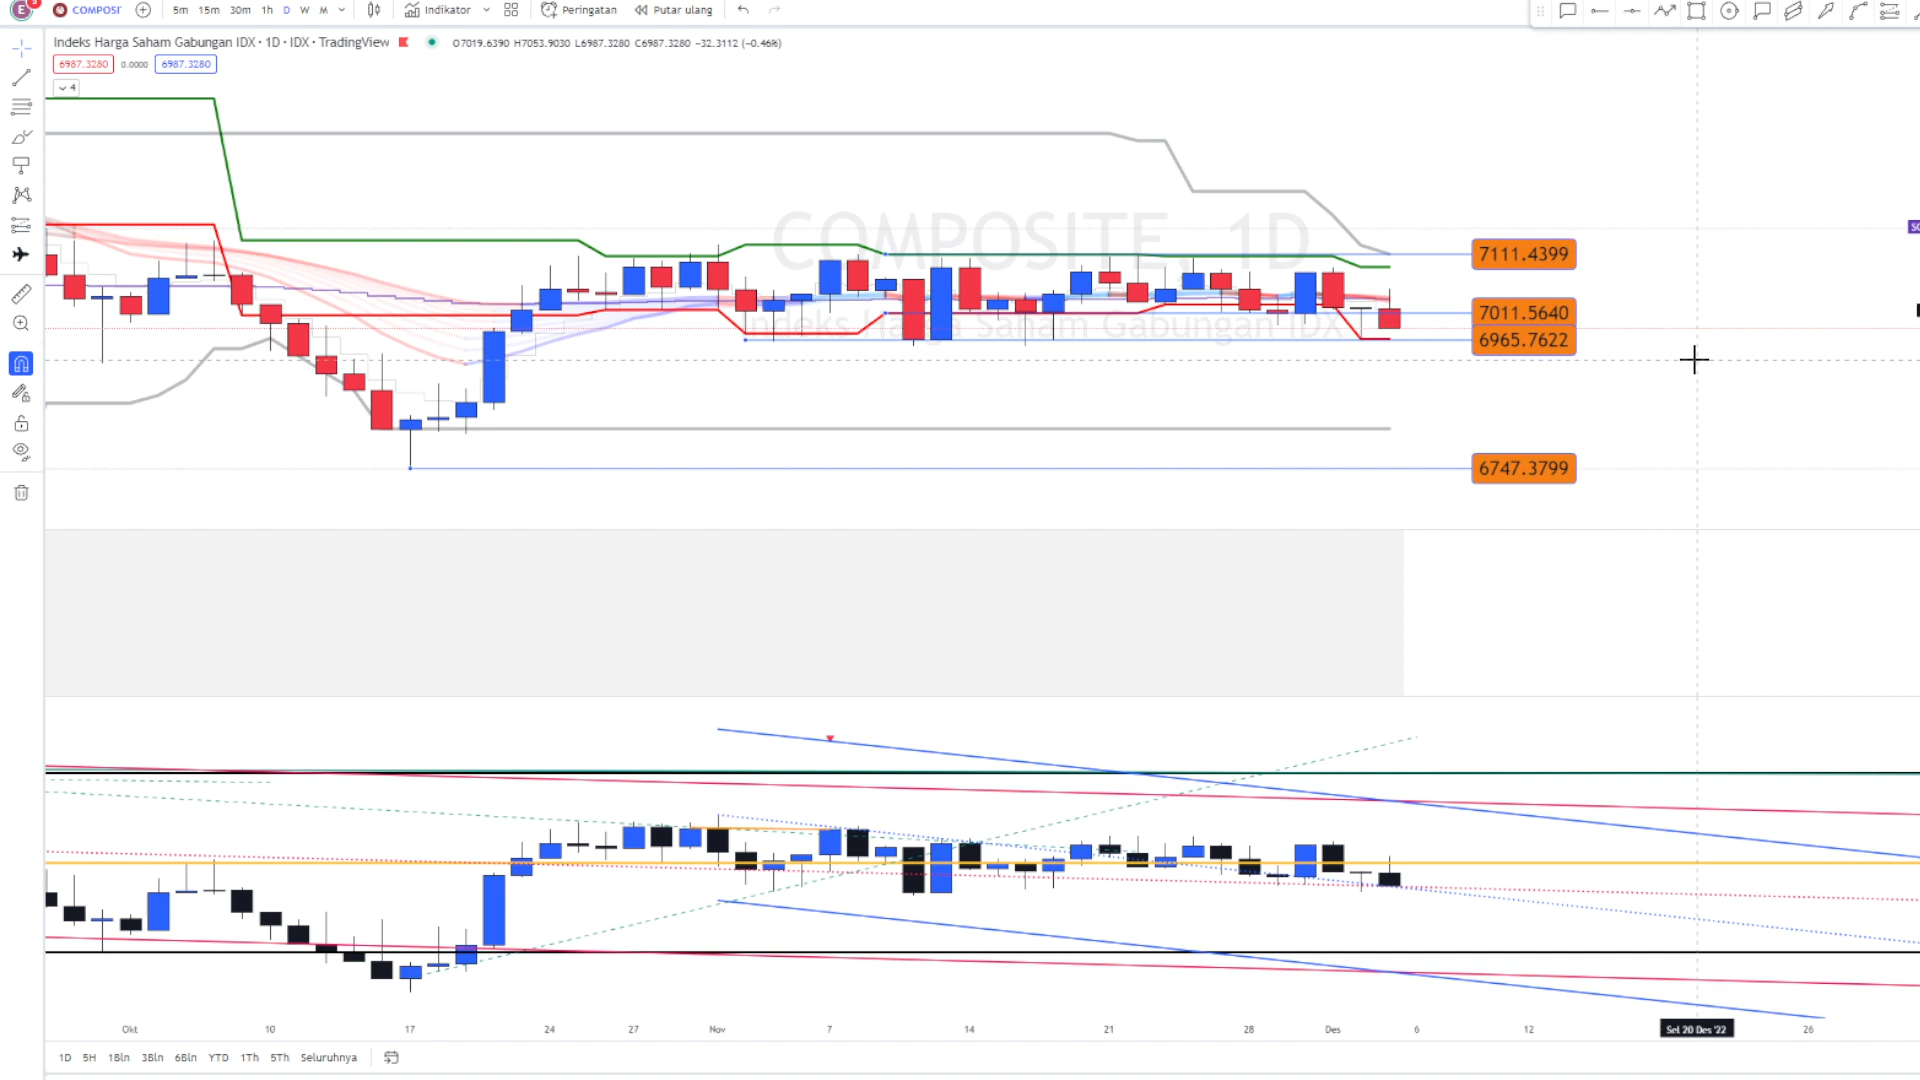 E 5 COMPOSI 5m 15m 30m 1h D W M Indikator Peringatan Putar ulang
Indeks Harga Saham Gabungan IDX · 1D · IDX · TradingView O7019.6390 H7053.9030 L6987.3280 C6987.3280 −32.3112 (−0.46%)
6987.3280 0.0000 6987.3280
4
COMPOSITE, 1D
Indeks Harga Saham Gabungan IDX
7111.4399
7011.5640
6965.7622
6747.3799
Okt 10 17 24 27 Nov 7 14 21 28 Des 6 12 Sel 20 Des '22 26
1D 5H 1Bln 3Bln 6Bln YTD 1Th 5Th Seluruhnya